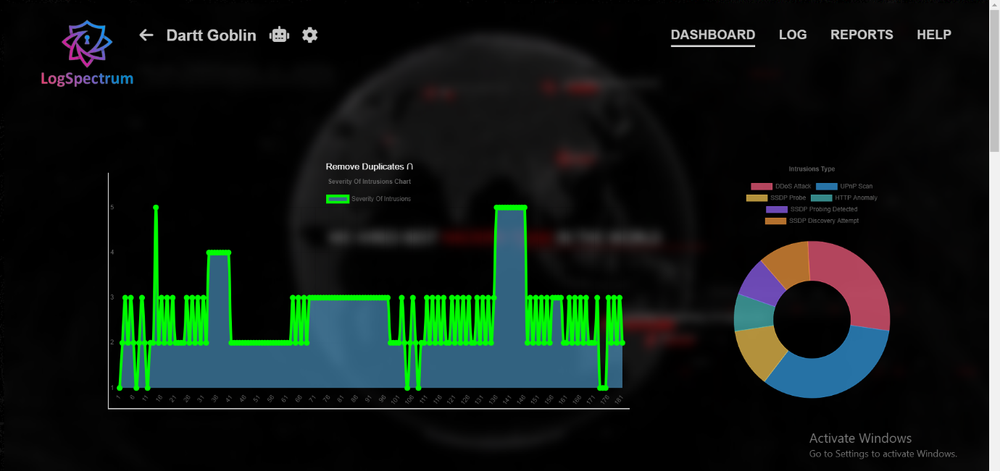 LogSpectrum
Dartt Goblin
DASHBOARD LOG REPORTS HELP
Remove Duplicates ∩
Severity Of Intrusions Chart
Severity Of Intrusions
5
4
3
2
1
1 6 11 16 21 26 31 36 41 46 51 56 61 66 71 76 81 86 91 96 101 106 111 116 121 126 131 136 141 146 151 156 161 166 171 176 181
Intrusions Type
DDoS Attack UPnP Scan
SSDP Probe HTTP Anomaly
SSDP Probing Detected
SSDP Discovery Attempt
IN THE WORLD
Activate Windows
Go to Settings to activate Windows.